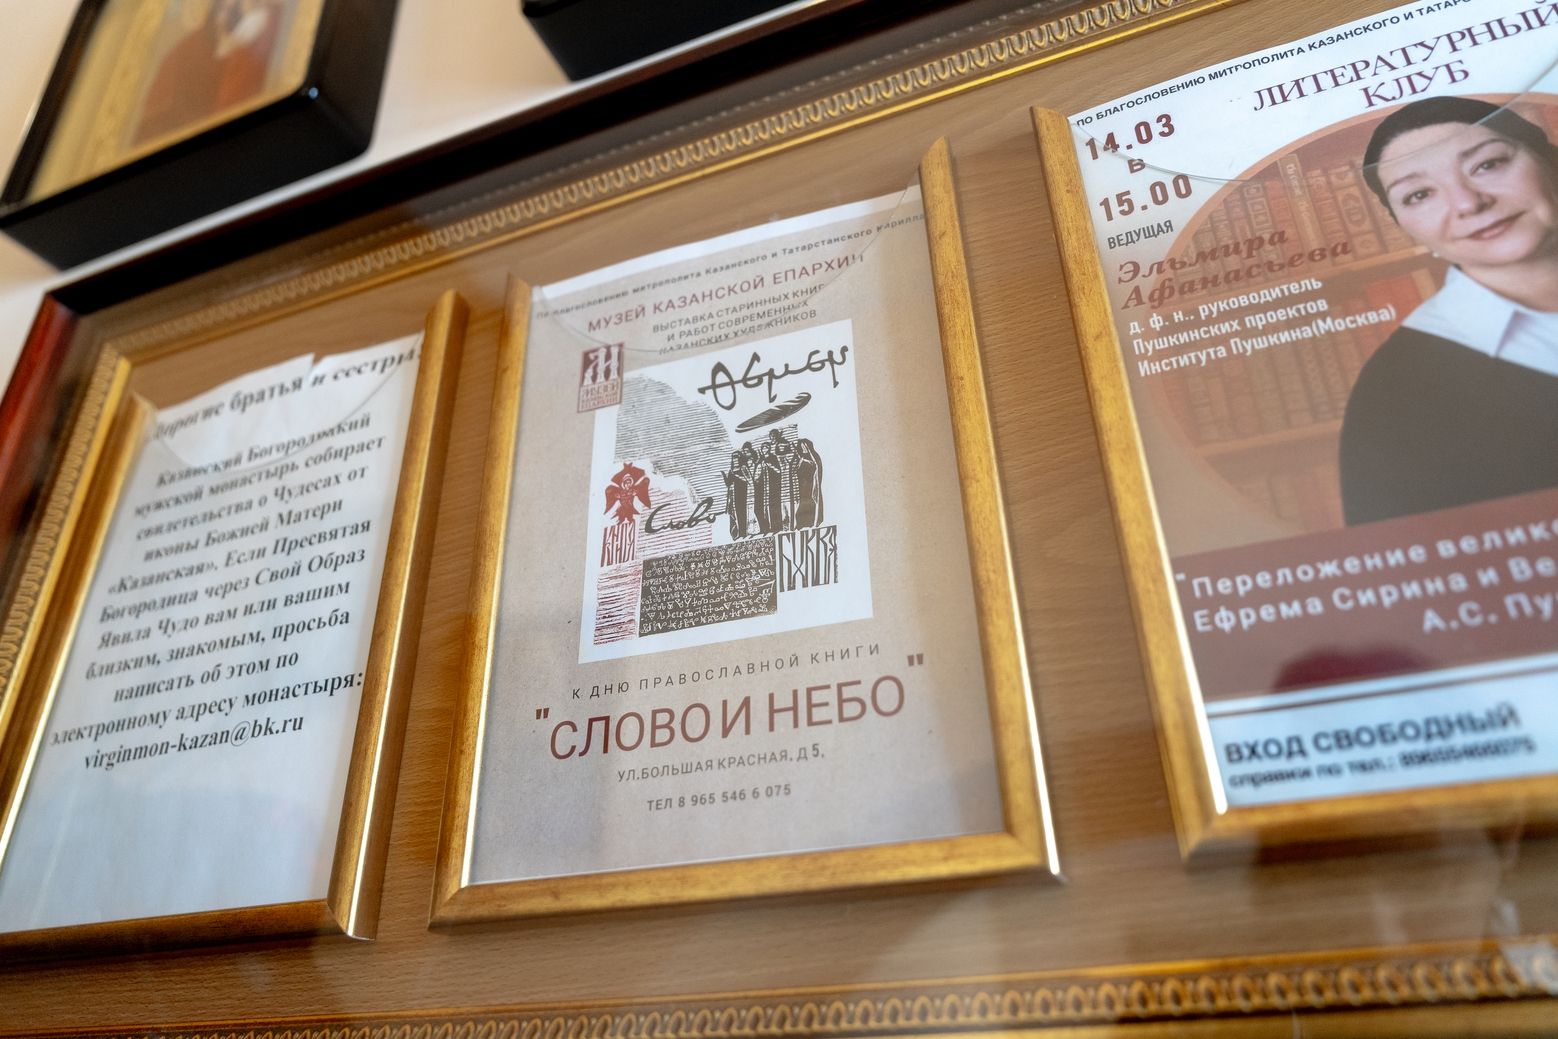 братья и сестры!
Казанский Богородицкий
мужской монастырь собирает
свидетельства о Чудесах от
иконы Божией Матери
«Казанская». Если Пресвятая
Богородица через Свой Образ
Явила Чудо вам или вашим
близким, знакомым, просьба
написать об этом по
электронному адресу монастыря:
virginmon-kazan@bk.ru
По благословению митрополита Казанского и Татарстанского Кирилла
МУЗЕЙ КАЗАНСКОЙ ЕПАРХИИ
ВЫСТАВКА СТАРИННЫХ КНИГ
И РАБОТ СОВРЕМЕННЫХ
КАЗАНСКИХ ХУДОЖНИКОВ
МУЗЕЙ
Слово
КНИГА
БУКВА
К ДНЮ ПРАВОСЛАВНОЙ КНИГИ
"СЛОВО И НЕБО"
УЛ.БОЛЬШАЯ КРАСНАЯ, Д 5,
ТЕЛ 8 965 546 6 075
ПО БЛАГОСЛОВЕНИЮ МИТРОПОЛИТА КАЗАНСКОГО И
ЛИТЕРАТУРНЫЙ
КЛУБ
14.03
в
15.00
ВЕДУЩАЯ
Эльмира
Афанасьева
д. ф. н., руководитель
Пушкинских проектов
Института Пушкина(Москва)
"Переложение
Ефрема Сирина и
А.С.
ВХОД СВОБОДНЫЙ
справки по тел.: 89655466075